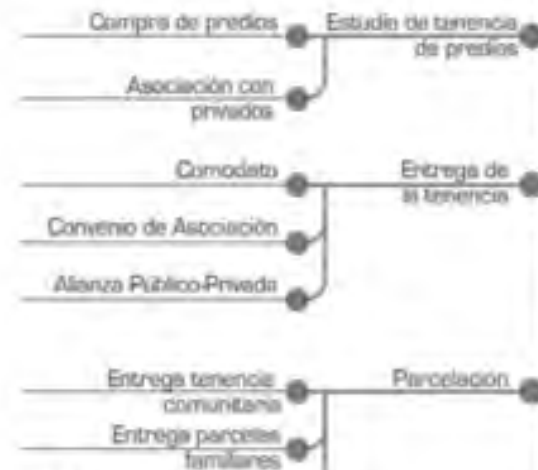 Compra de predios
Estudio de tenencia
de predios
Asociación con
privados
Comodato
Entrega de
la tenencia
Convenio de Asociación
Alianza Público-Privada
Entrega tenencia
comunitaria
Parcelación
Entrega parcelas
familiares